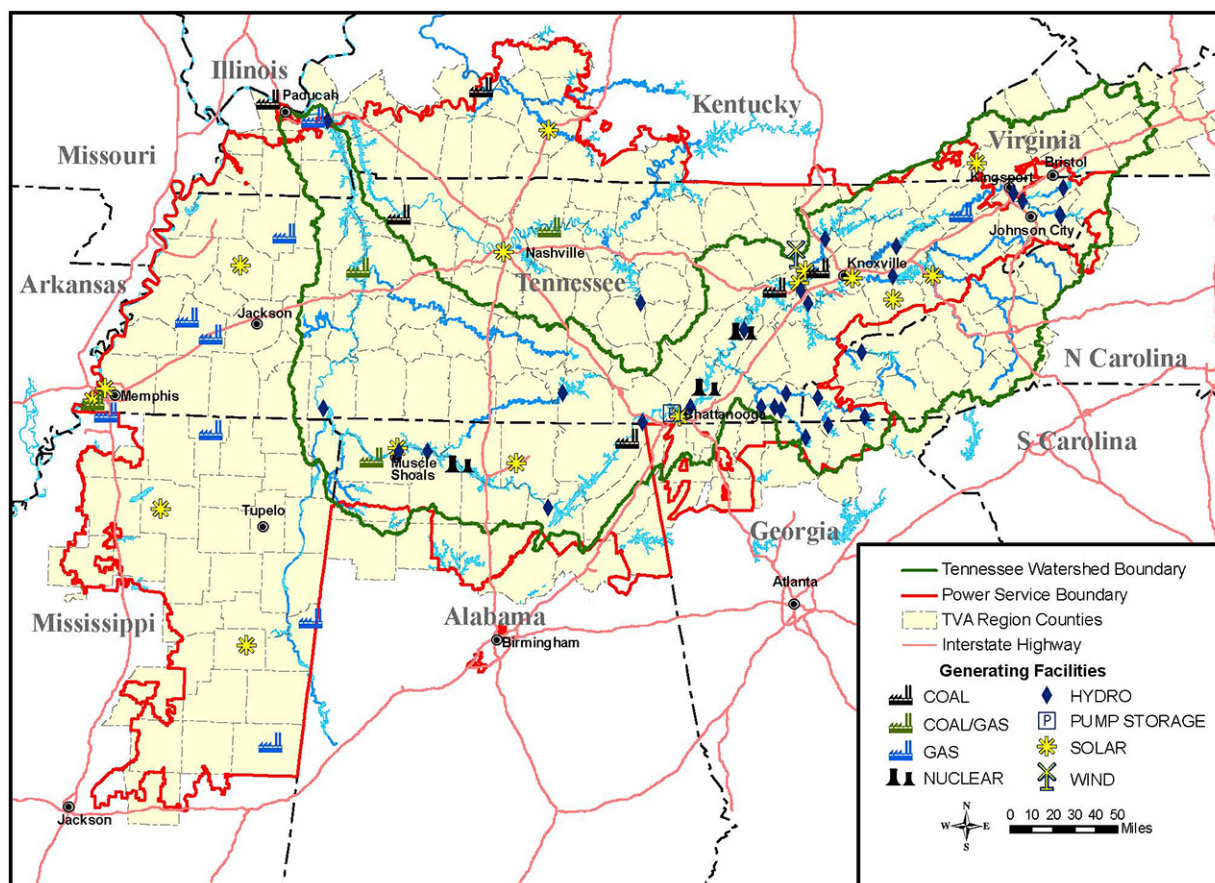 Illinois
Paducah
Kentucky
Missouri
Virginia
Bristol
Kingsport
Johnson City
Nashville
Tennessee
Knoxville
Arkansas
Jackson
N Carolina
Memphis
Chattanooga
S Carolina
Muscle
Shoals
Tupelo
Georgia
Atlanta
Mississippi
Alabama
Birmingham
Jackson
Tennessee Watershed Boundary
Power Service Boundary
TVA Region Counties
Interstate Highway
Generating Facilities
COAL
HYDRO
COAL/GAS
P PUMP STORAGE
GAS
SOLAR
NUCLEAR
WIND
N
W E
S
0 10 20 30 40 50
Miles
P